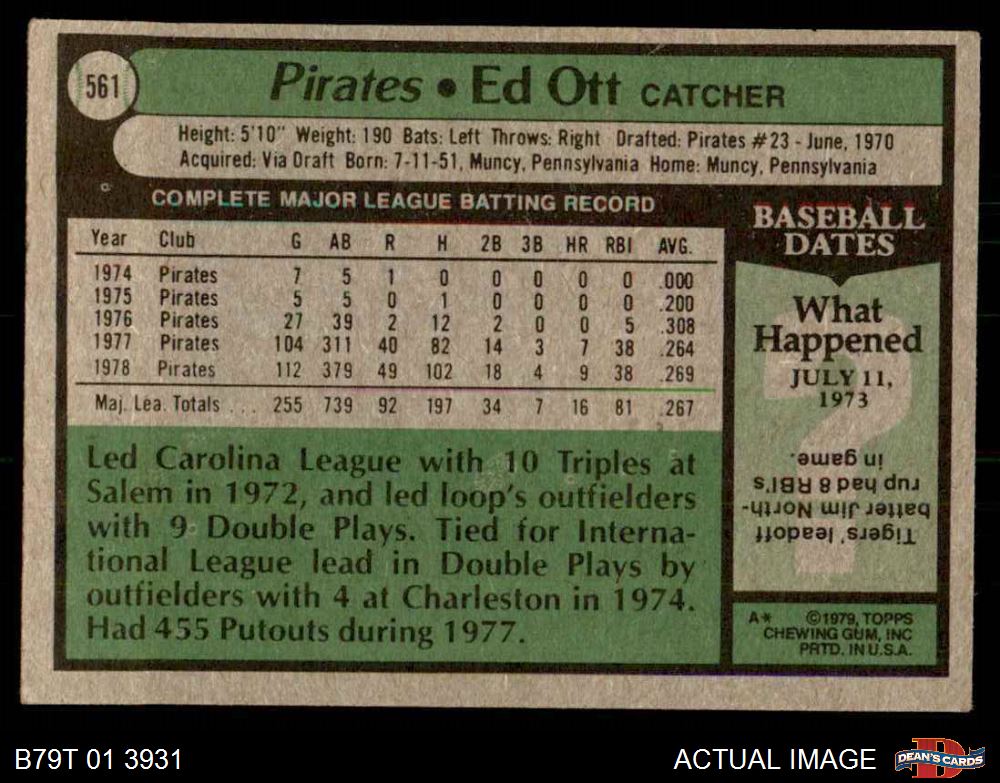 561
Pirates • Ed Ott CATCHER
Height: 5'10" Weight: 190 Bats: Left Throws: Right Drafted: Pirates #23 - June, 1970
Acquired: Via Draft Born: 7-11-51, Muncy, Pennsylvania Home: Muncy, Pennsylvania
COMPLETE MAJOR LEAGUE BATTING RECORD
Year Club G AB R H 2B 3B HR RBI AVG.
1974 Pirates 7 5 1 0 0 0 0 0 .000
1975 Pirates 5 5 0 1 0 0 0 0 .200
1976 Pirates 27 39 2 12 2 0 0 5 .308
1977 Pirates 104 311 40 82 14 3 7 38 .264
1978 Pirates 112 379 49 102 18 4 9 38 .269
Maj. Lea. Totals ... 255 739 92 197 34 7 16 81 .267
Led Carolina League with 10 Triples at
Salem in 1972, and led loop's outfielders
with 9 Double Plays. Tied for Interna-
tional League lead in Double Plays by
outfielders with 4 at Charleston in 1974.
Had 455 Putouts during 1977.
BASEBALL
DATES
What
Happened
JULY 11,
1973
?
Tigers' leadoff
batter Jim North-
rup had 8 RBI's
in game.
A* ©1979, TOPPS
CHEWING GUM, INC
PRTD. IN U.S.A.
B79T 01 3931
ACTUAL IMAGE
D
DEAN'S CARDS